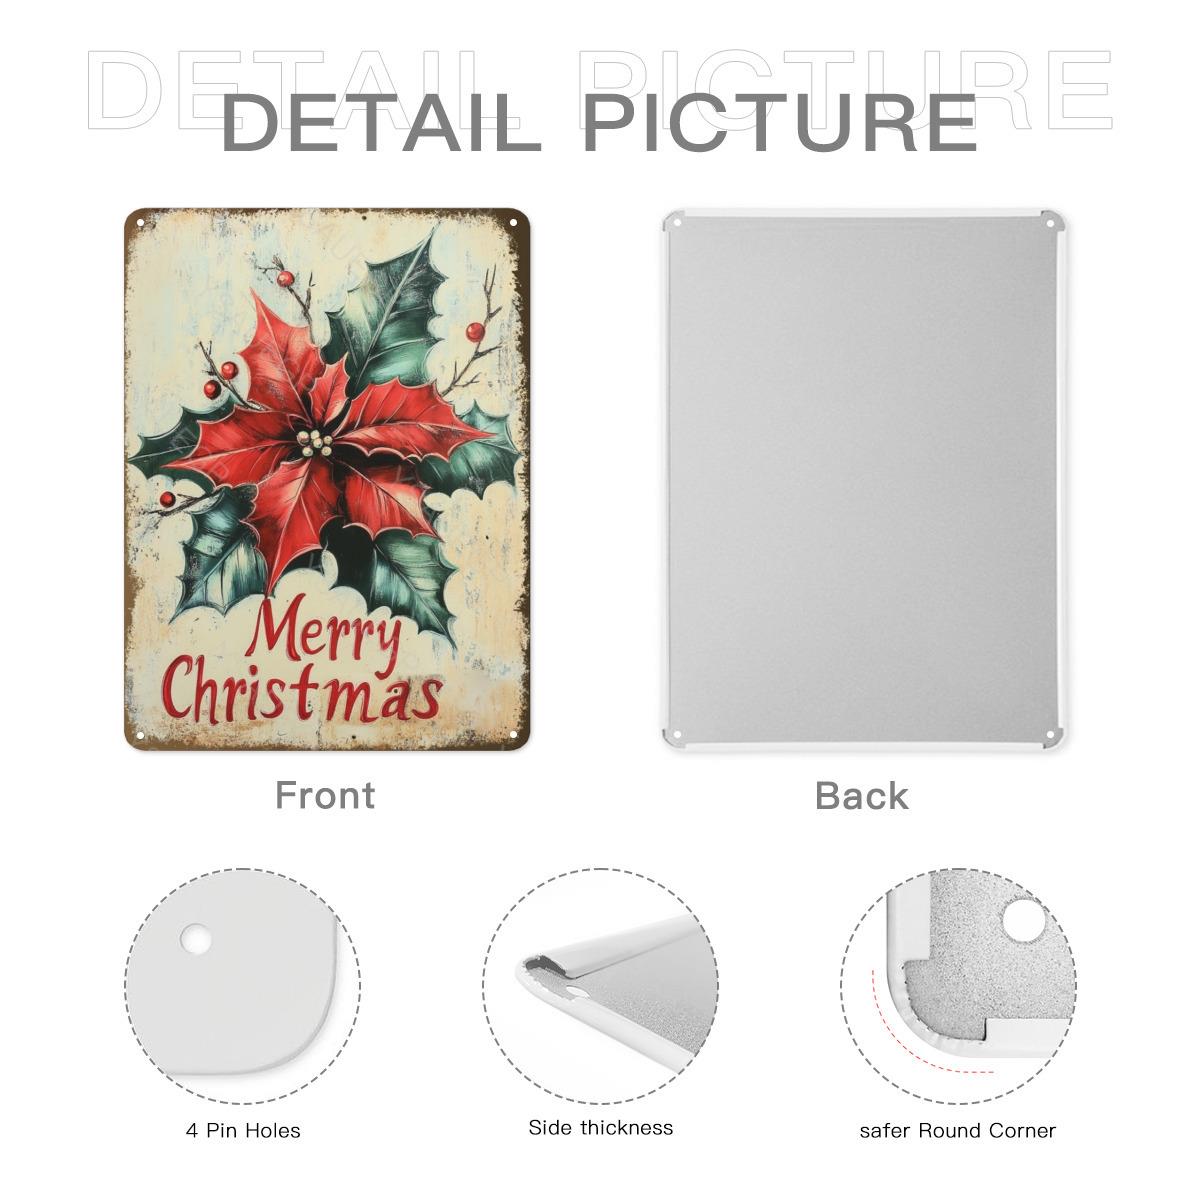 DETAIL PICTURE
DETAIL PICTURE
Merry
Christmas
Front
Back
4 Pin Holes
Side thickness
safer Round Corner